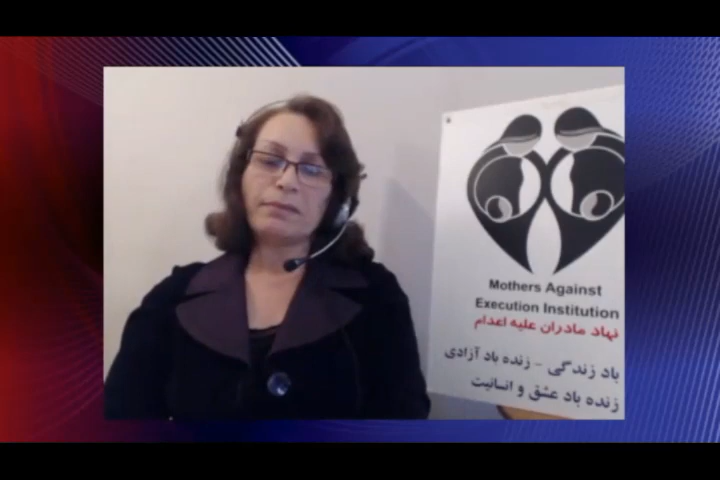 Mothers Against
Execution Institution
نهاد مادران علیه اعدام
باد زندگی - زنده باد آزادی
زنده باد عشق و انسانیت